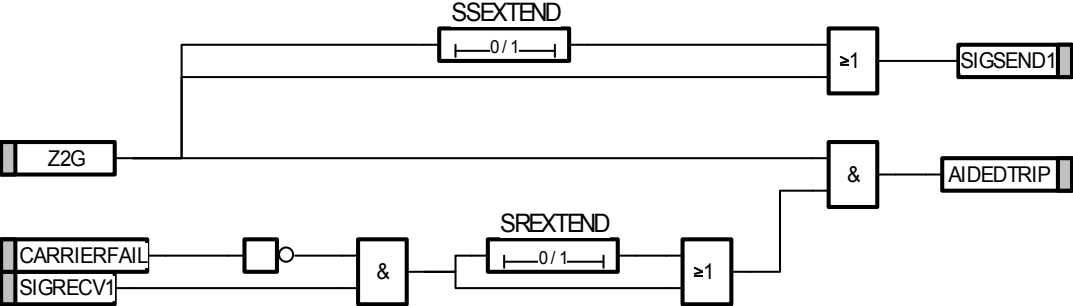 SSEXTEND
0/1
≥1
SIGSEND1
Z2G
&
AIDEDTRIP
SREXTEND
CARRIERFAIL
0/1
&
≥1
SIGRECV1